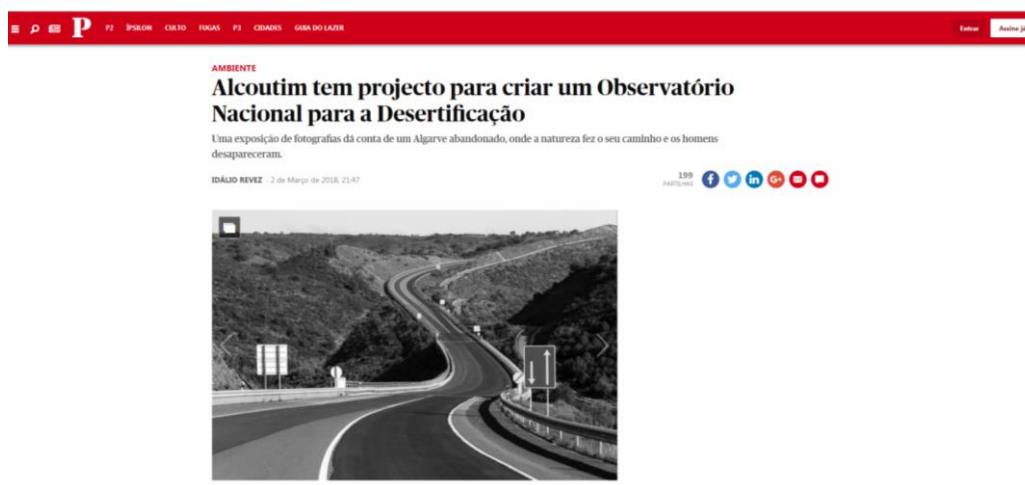 P P2 ÍPSILON CULTO FUGAS P3 CIDADES GUIA DO LAZER Entrar Assine já
AMBIENTE
Alcoutim tem projecto para criar um Observatório
Nacional para a Desertificação
Uma exposição de fotografias dá conta de um Algarve abandonado, onde a natureza fez o seu caminho e os homens
desapareceram.
IDÁLIO REVEZ - 2 de Março de 2018, 21:47
199
PARTILHAS